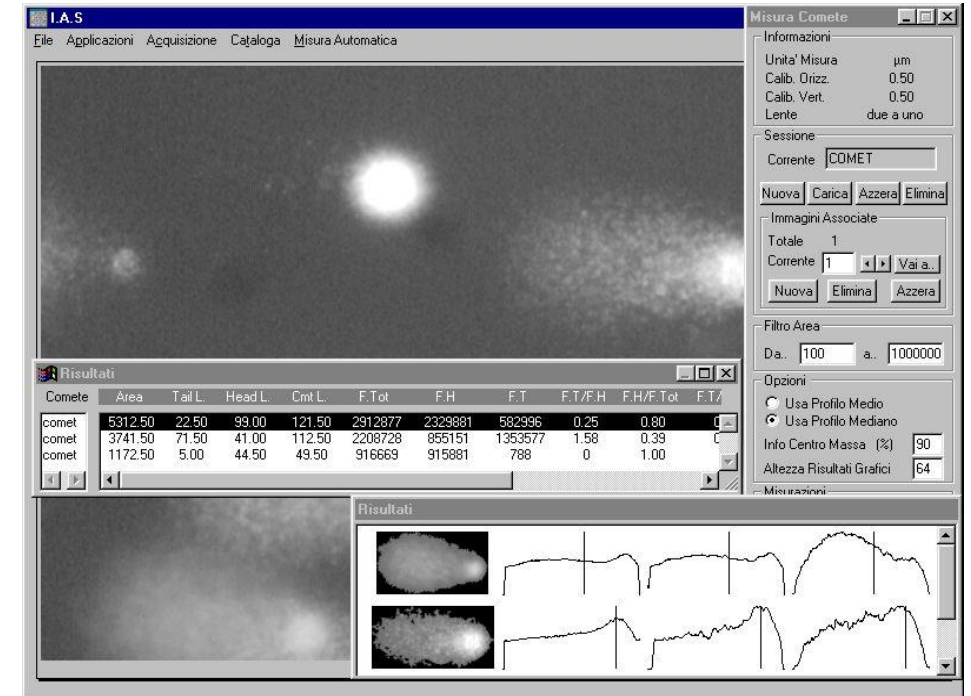 I.A.S
File Applicazioni Acquisizione Cataloga Misura Automatica
Misura Comete
Informazioni
Unita' Misura µm
Calib. Orizz. 0.50
Calib. Vert. 0.50
Lente due a uno
Sessione
Corrente COMET
Nuova Carica Azzera Elimina
Immagini Associate
Totale 1
Corrente 1 Vai a..
Nuova Elimina Azzera
Filtro Area
Da.. 100 a.. 1000000
Opzioni
Usa Profilo Medio
Usa Profilo Mediano
Info Centro Massa (%) 90
Altezza Risultati Grafici 64
Misurazioni
Risultati
Comete Area Tail L. Head L. Cmt L. F.Tot F.H F.T F.T/F.H F.H/F.Tot F.T/
comet 5312.50 22.50 99.00 121.50 2912877 2329881 582996 0.25 0.80
comet 3741.50 71.50 41.00 112.50 2208728 855151 1353577 1.58 0.39
comet 1172.50 5.00 44.50 49.50 916669 915881 788 0 1.00
Risultati